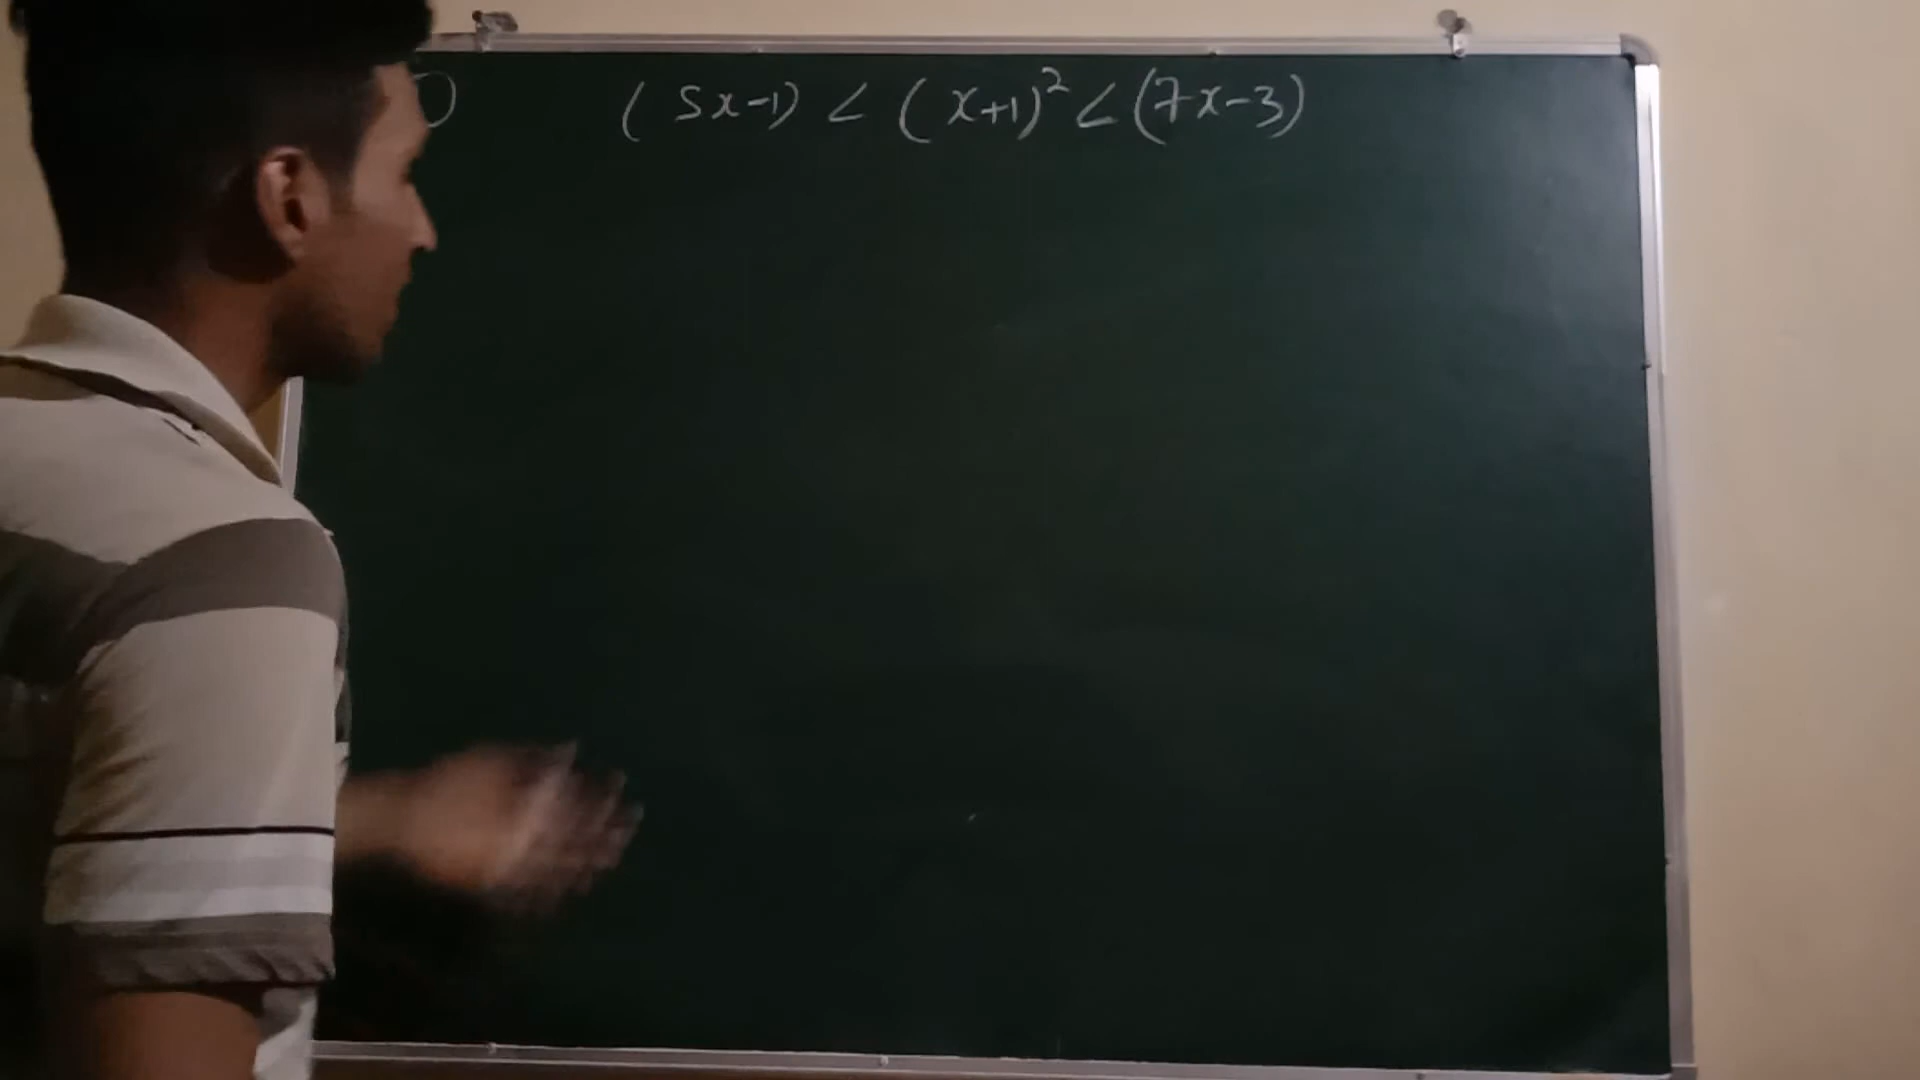 (5x-1) < (x+1)² < (7x-3)